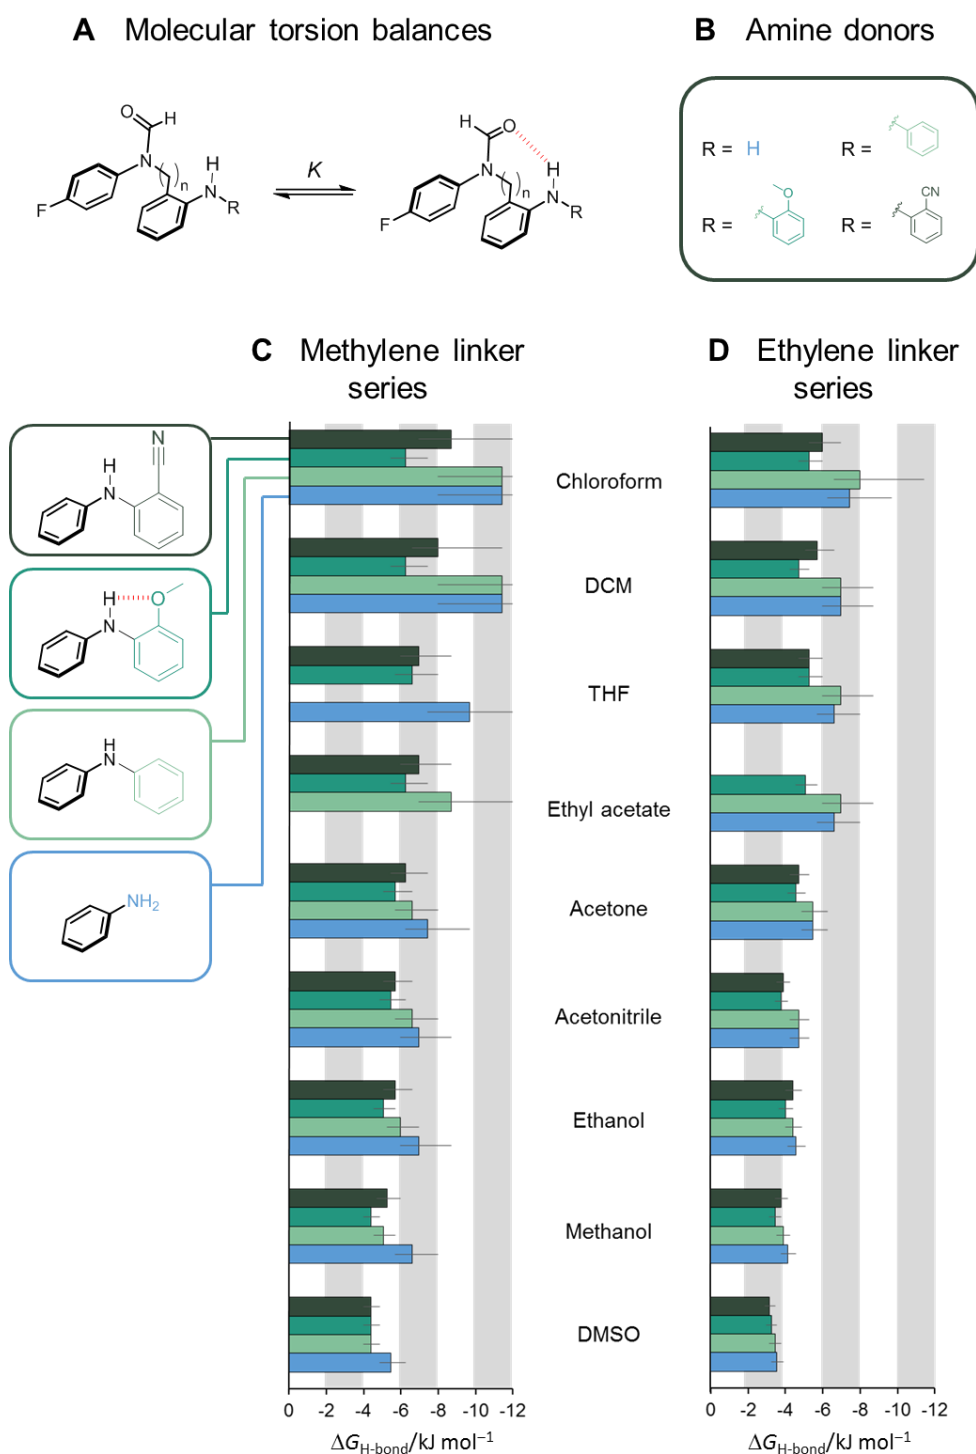 A Molecular torsion balances
B Amine donors
O H
N ( )n H
F N R
K
H O
N ( )n H
F N R
R = H
R =
R = O
R = CN
C Methylene linker
series
D Ethylene linker
series
N
H
N
H O
N
H
N
NH2
Chloroform
DCM
THF
Ethyl acetate
Acetone
Acetonitrile
Ethanol
Methanol
DMSO
0 -2 -4 -6 -8 -10 -12
ΔGH-bond/kJ mol−1
0 -2 -4 -6 -8 -10 -12
ΔGH-bond/kJ mol−1